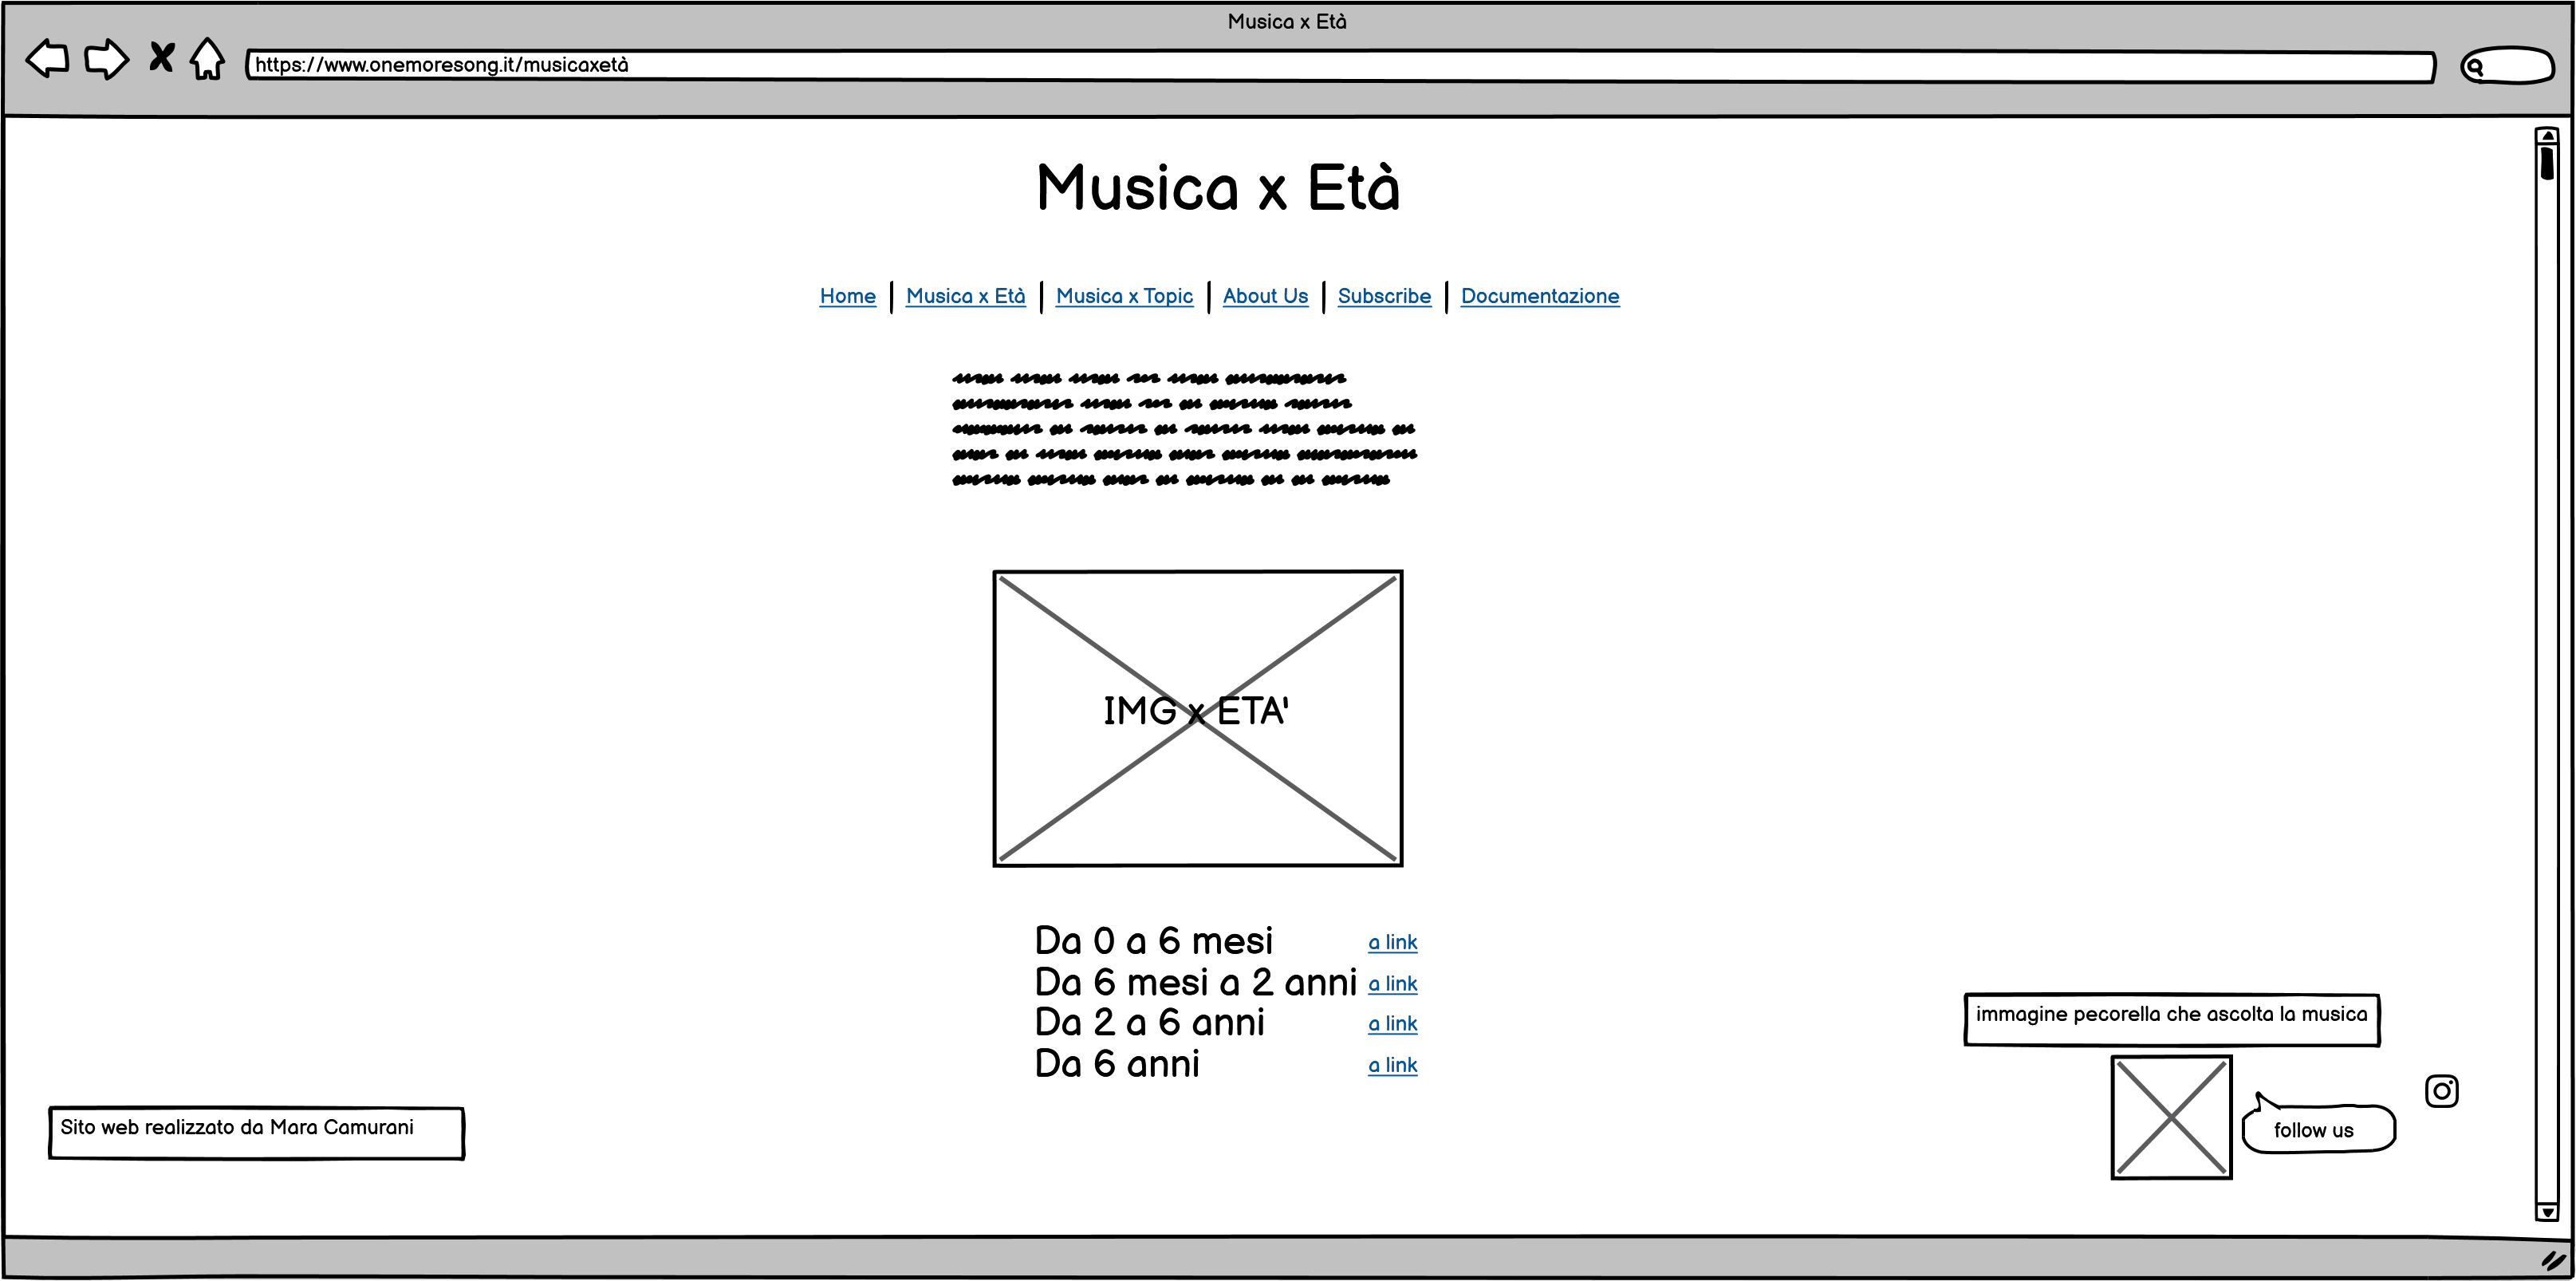 Musica x Età
https://www.onemoresong.it/musicaxetà
Musica x Età
Home | Musica x Età | Musica x Topic | About Us | Subscribe | Documentazione
IMG x ETA'
Da 0 a 6 mesi a link
Da 6 mesi a 2 anni a link
Da 2 a 6 anni a link
Da 6 anni a link
immagine pecorella che ascolta la musica
follow us
Sito web realizzato da Mara Camurani